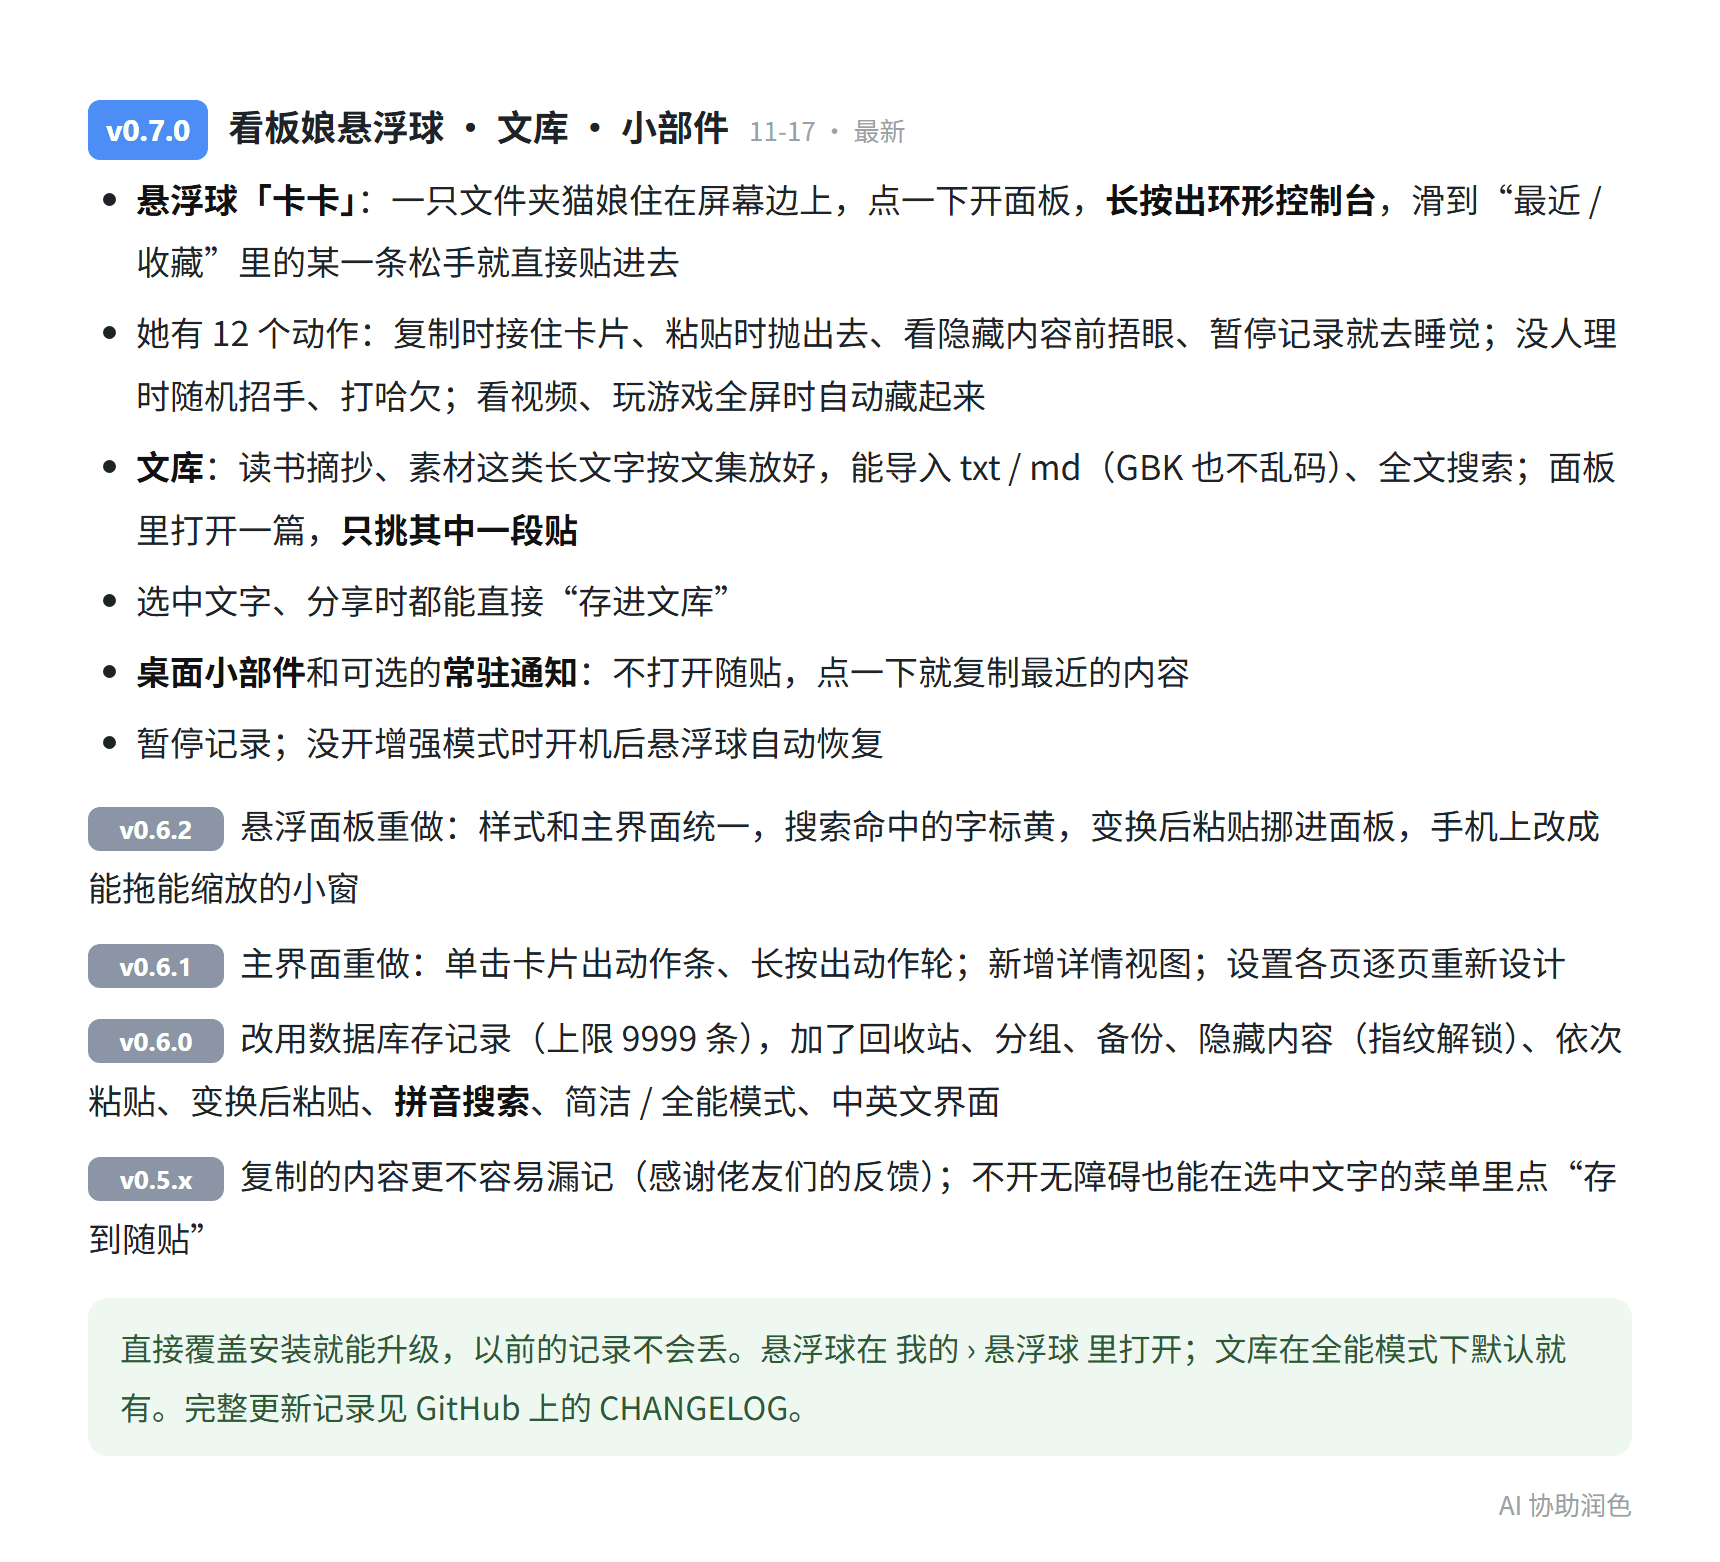 v0.7.0 看板娘悬浮球 · 文库 · 小部件 11-17 · 最新
• 悬浮球「卡卡」：一只文件夹猫娘住在屏幕边上，点一下开面板，长按出环形控制台，滑到“最近 /
收藏”里的某一条松手就直接贴进去
• 她有 12 个动作：复制时接住卡片、粘贴时抛出去、看隐藏内容前捂眼、暂停记录就去睡觉；没人理
时随机招手、打哈欠；看视频、玩游戏全屏时自动藏起来
• 文库：读书摘抄、素材这类长文字按文集放好，能导入 txt / md（GBK 也不乱码）、全文搜索；面板
里打开一篇，只挑其中一段贴
• 选中文字、分享时都能直接“存进文库”
• 桌面小部件和可选的常驻通知：不打开随贴，点一下就复制最近的内容
• 暂停记录；没开增强模式时开机后悬浮球自动恢复
v0.6.2 悬浮面板重做：样式和主界面统一，搜索命中的字标黄，变换后粘贴挪进面板，手机上改成
能拖能缩放的小窗
v0.6.1 主界面重做：单击卡片出动作条、长按出动作轮；新增详情视图；设置各页逐页重新设计
v0.6.0 改用数据库存记录（上限 9999 条），加了回收站、分组、备份、隐藏内容（指纹解锁）、依次
粘贴、变换后粘贴、拼音搜索、简洁 / 全能模式、中英文界面
v0.5.x 复制的内容更不容易漏记（感谢佬友们的反馈）；不开无障碍也能在选中文字的菜单里点“存
到随贴”
直接覆盖安装就能升级，以前的记录不会丢。悬浮球在 我的 › 悬浮球 里打开；文库在全能模式下默认就
有。完整更新记录见 GitHub 上的 CHANGELOG。
AI 协助润色